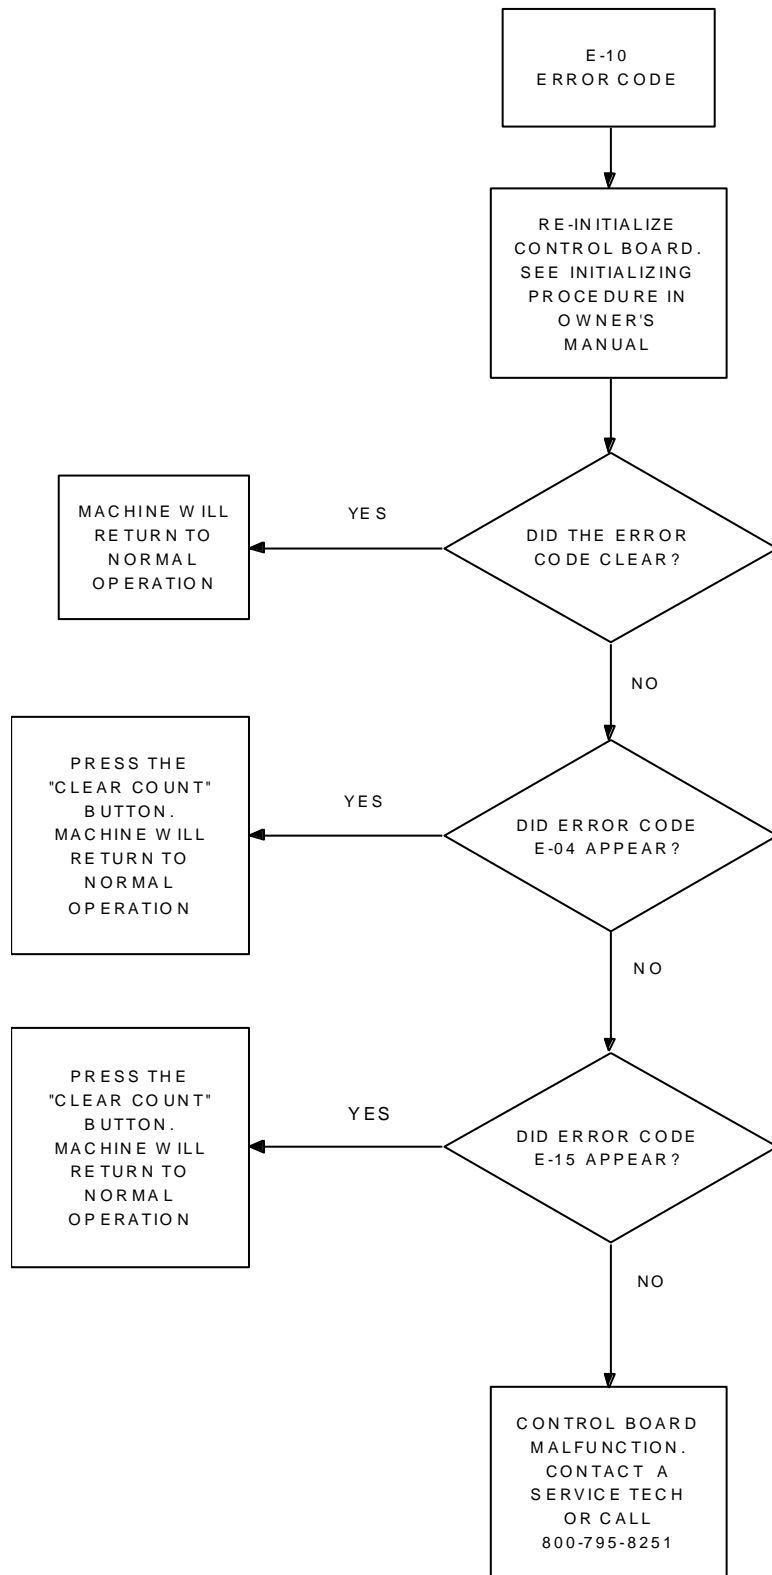 E-10
ERROR CODE
RE-INITIALIZE
CONTROL BOARD.
SEE INITIALIZING
PROCEDURE IN
OWNER'S
MANUAL
DID THE ERROR
CODE CLEAR?
YES
MACHINE WILL
RETURN TO
NORMAL
OPERATION
NO
DID ERROR CODE
E-04 APPEAR?
YES
PRESS THE
"CLEAR COUNT"
BUTTON.
MACHINE WILL
RETURN TO
NORMAL
OPERATION
NO
DID ERROR CODE
E-15 APPEAR?
YES
PRESS THE
"CLEAR COUNT"
BUTTON.
MACHINE WILL
RETURN TO
NORMAL
OPERATION
NO
CONTROL BOARD
MALFUNCTION.
CONTACT A
SERVICE TECH
OR CALL
800-795-8251